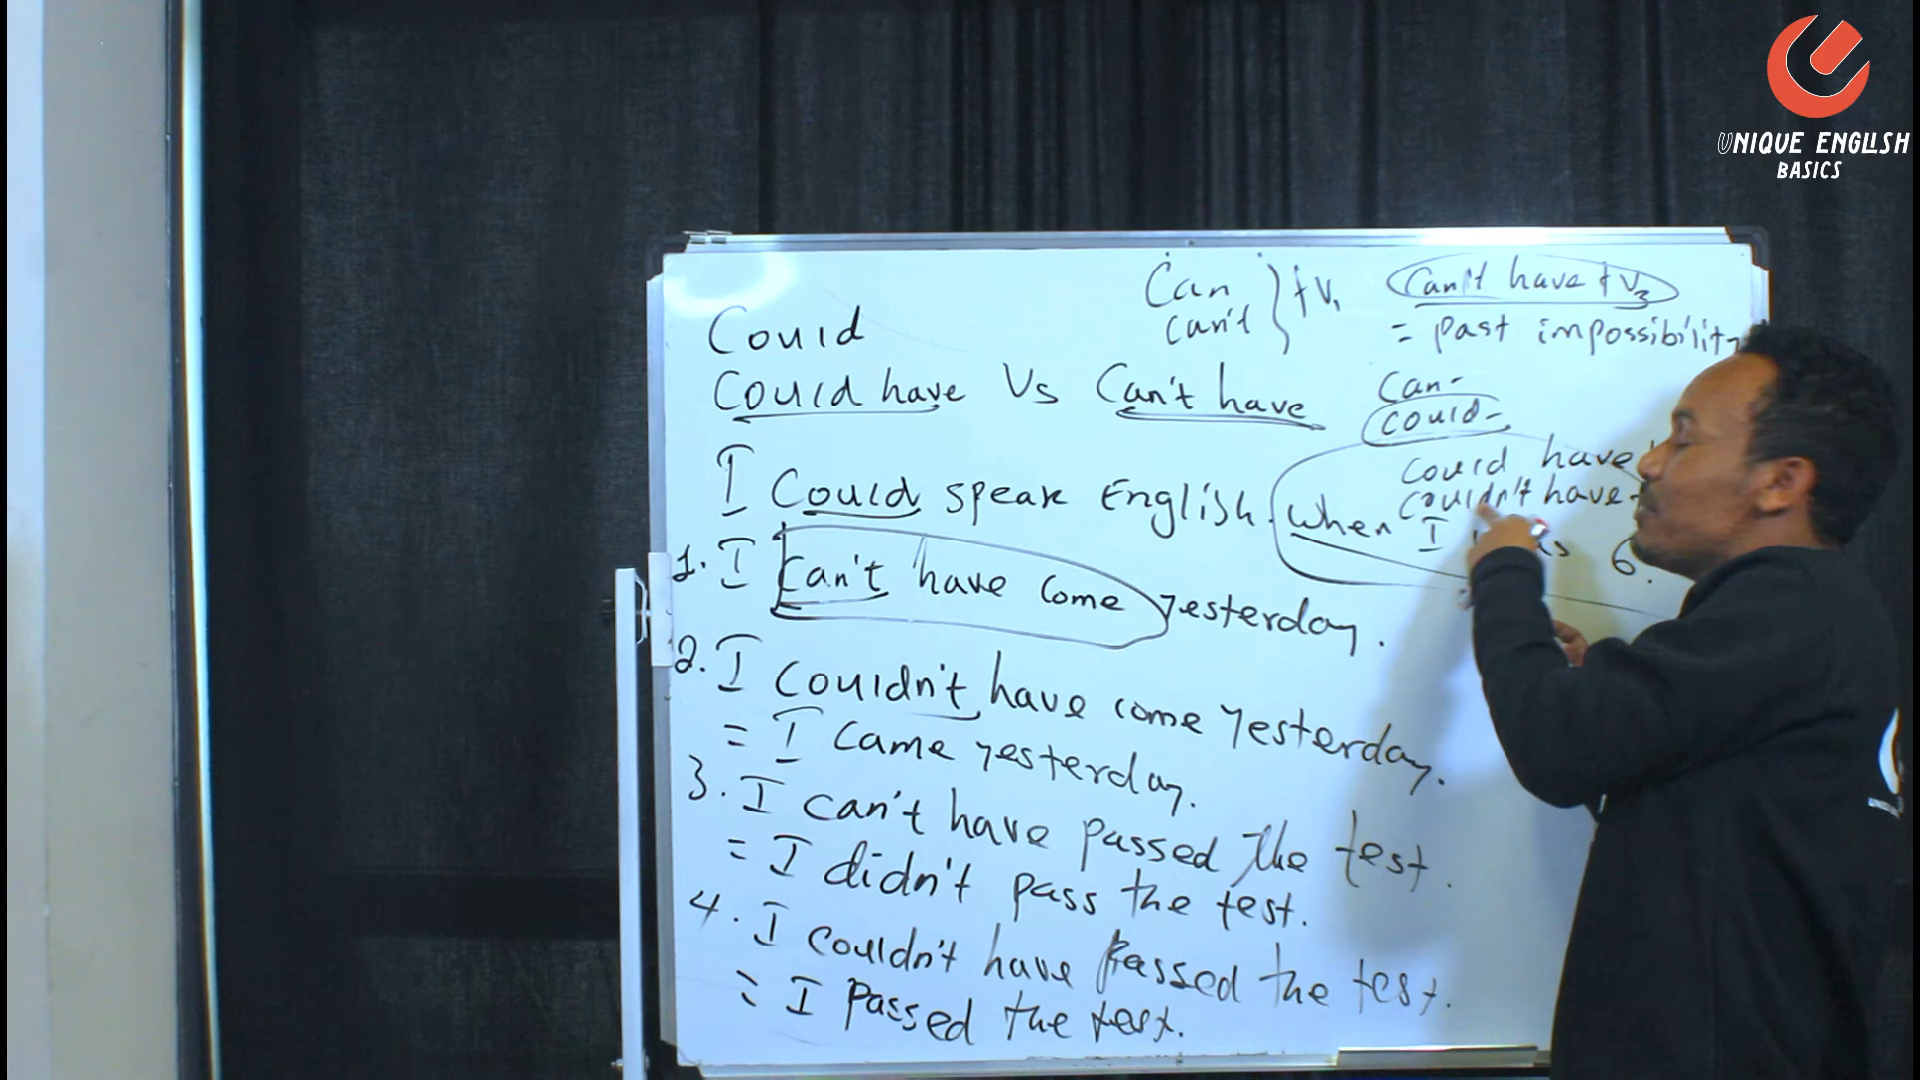 UNIQUE ENGLISH
BASICS
Could
Could have Vs Can't have
Can
can't } + V1
Can't have + V3
= past impossibility
Can-
could-
could have
couldn't have
I Could speak English. When I was 6.
1. I can't have come yesterday.
2. I couldn't have come yesterday.
= I came yesterday.
3. I can't have passed the test.
= I didn't pass the test.
4. I couldn't have passed the test.
= I passed the test.